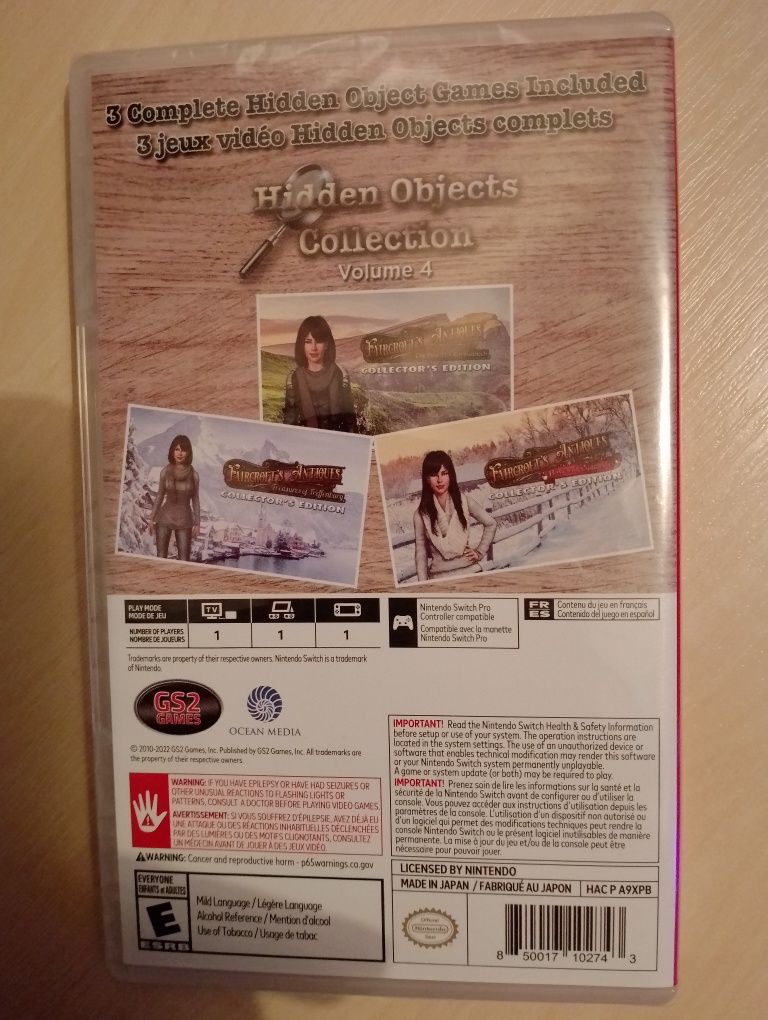 3 Complete Hidden Object Games Included
3 jeux vidéo Hidden Objects complets
Hidden Objects
Collection
Volume 4
FAIRCROFT'S ANTIQUES
COLLECTOR'S EDITION
FAIRCROFT'S ANTIQUES
Treasures of Treffenburg
COLLECTOR'S EDITION
FAIRCROFT'S ANTIQUES
COLLECTOR'S EDITION
PLAY MODE
MODE DE JEU
TV
NUMBER OF PLAYERS
NOMBRE DE JOUEURS
1 1 1
Nintendo Switch Pro
Controller compatible
Compatible avec la manette
Nintendo Switch Pro
FR
ES
Contenu du jeu en français
Contenido del juego en español
Trademarks are property of their respective owners. Nintendo Switch is a trademark
of Nintendo.
GS2
GAMES
OCEAN MEDIA
© 2010-2022 GS2 Games, Inc. Published by GS2 Games, Inc. All trademarks are
the property of their respective owners.
WARNING: IF YOU HAVE EPILEPSY OR HAVE HAD SEIZURES OR
OTHER UNUSUAL REACTIONS TO FLASHING LIGHTS OR
PATTERNS, CONSULT A DOCTOR BEFORE PLAYING VIDEO GAMES.
AVERTISSEMENT: SI VOUS SOUFFREZ D'ÉPILEPSIE, AVEZ DÉJÀ EU
UNE ATTAQUE OU DES RÉACTIONS INHABITUELLES DÉCLENCHÉES
PAR DES LUMIÈRES OU DES MOTIFS CLIGNOTANTS, CONSULTEZ
UN MÉDECIN AVANT DE JOUER À DES JEUX VIDÉO.
WARNING: Cancer and reproductive harm - p65warnings.ca.gov
IMPORTANT! Read the Nintendo Switch Health & Safety Information
before setup or use of your system. The operation instructions are
located in the system settings. The use of an unauthorized device or
software that enables technical modification may render this software
or your Nintendo Switch system permanently unplayable.
A game or system update (or both) may be required to play.
IMPORTANT! Prenez soin de lire les informations sur la santé et la
sécurité de la Nintendo Switch avant de configurer ou d'utiliser la
console. Vous pouvez accéder aux instructions d'utilisation depuis les
paramètres de la console. L'utilisation d'un dispositif non autorisé ou
d'un logiciel qui permet des modifications techniques peut rendre la
console Nintendo Switch ou le présent logiciel inutilisables de manière
permanente. La mise à jour du jeu et/ou de la console peut être
nécessaire pour pouvoir jouer.
EVERYONE
ENFANTS et ADULTES
E
ESRB
Mild Language / Légère Language
Alcohol Reference / Mention d'alcool
Use of Tobacco / Usage de tabac
LICENSED BY NINTENDO
MADE IN JAPAN / FABRIQUÉ AU JAPON
HAC P A9XPB
Official
Nintendo
Seal
8 50017 10274 3